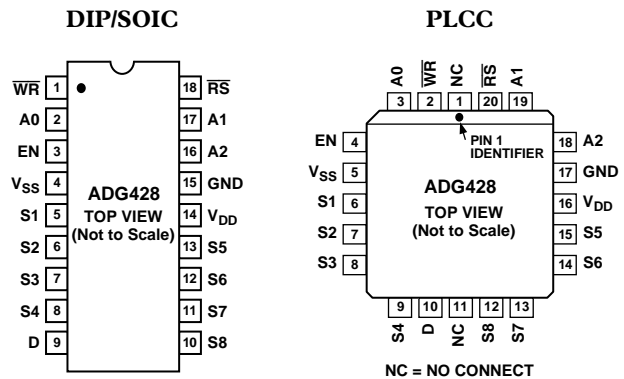 DIP/SOIC
WR 1
18 RS
A0 2
17 A1
EN 3
16 A2
VSS 4
15 GND
S1 5
14 VDD
S2 6
13 S5
S3 7
12 S6
S4 8
11 S7
D 9
10 S8
ADG428
TOP VIEW
(Not to Scale)
PLCC
A0
WR
NC
RS
A1
3 2 1 20 19
PIN 1
IDENTIFIER
EN 4
18 A2
VSS 5
17 GND
S1 6
16 VDD
S2 7
15 S5
S3 8
14 S6
ADG428
TOP VIEW
(Not to Scale)
9 10 11 12 13
S4
D
NC
S8
S7
NC = NO CONNECT